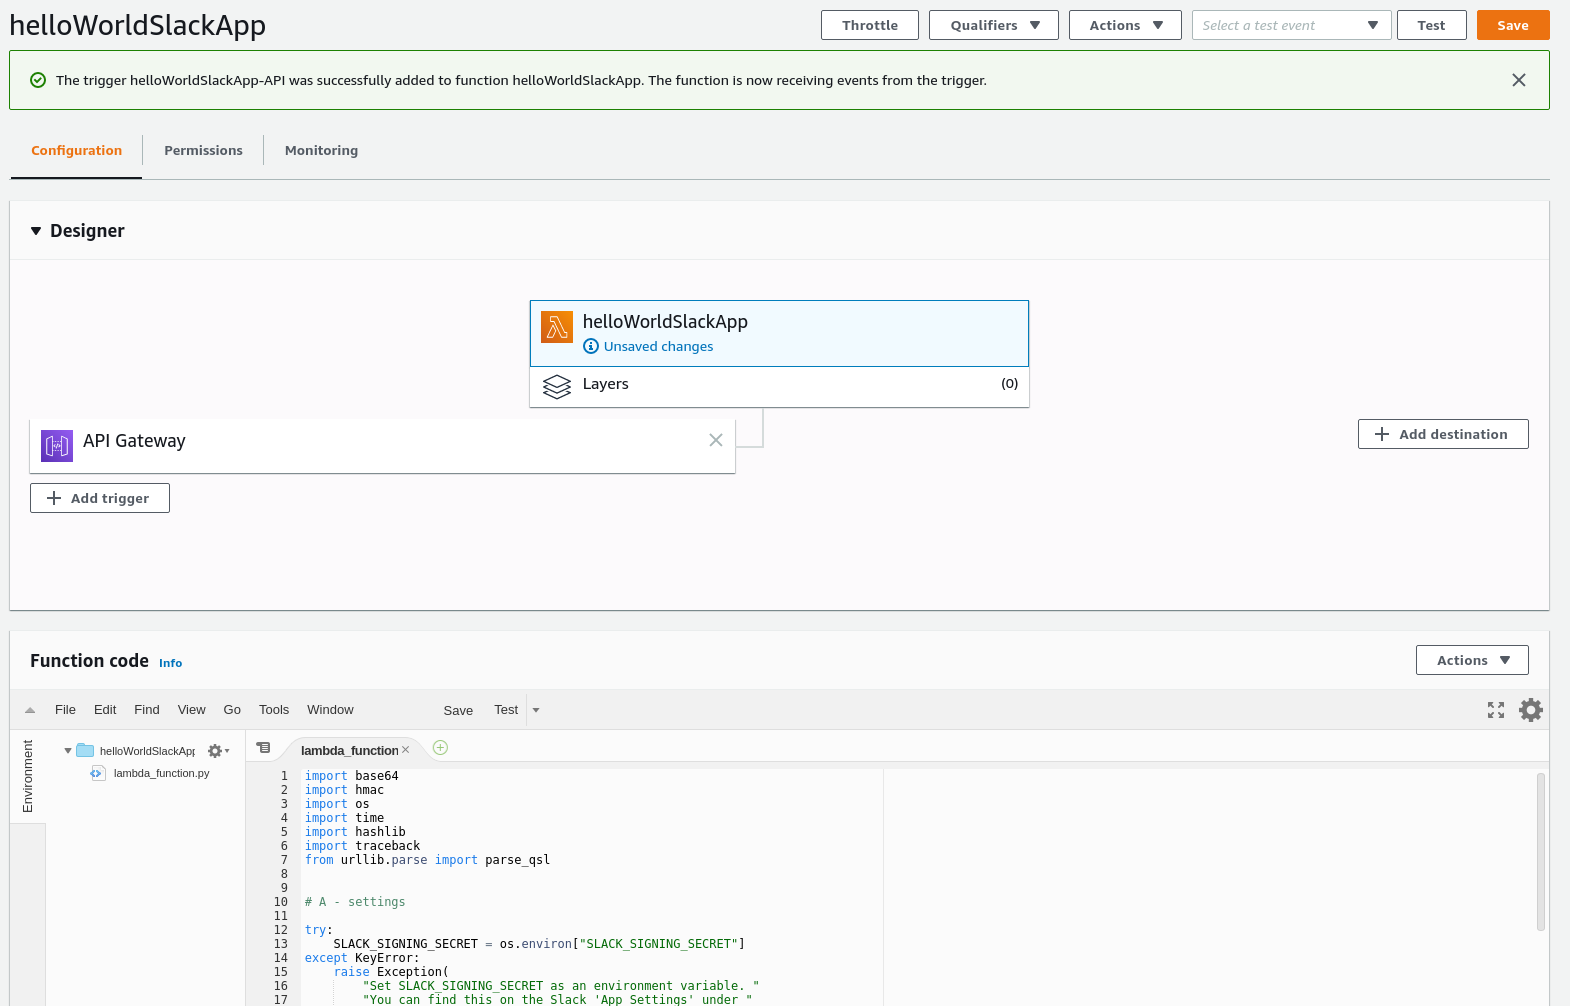 helloWorldSlackApp
Throttle Qualifiers Actions Select a test event Test Save
The trigger helloWorldSlackApp-API was successfully added to function helloWorldSlackApp. The function is now receiving events from the trigger.
Configuration Permissions Monitoring
Designer
helloWorldSlackApp
Unsaved changes
Layers (0)
API Gateway
Add trigger
Add destination
Function code Info
Actions
File Edit Find View Go Tools Window Save Test
Environment
helloWorldSlackApp
lambda_function.py
lambda_function
1 import base64
2 import hmac
3 import os
4 import time
5 import hashlib
6 import traceback
7 from urllib.parse import parse_qsl
8
9
10 # A - settings
11
12 try:
13 SLACK_SIGNING_SECRET = os.environ["SLACK_SIGNING_SECRET"]
14 except KeyError:
15 raise Exception(
16 "Set SLACK_SIGNING_SECRET as an environment variable. "
17 "You can find this on the Slack 'App Settings' under "